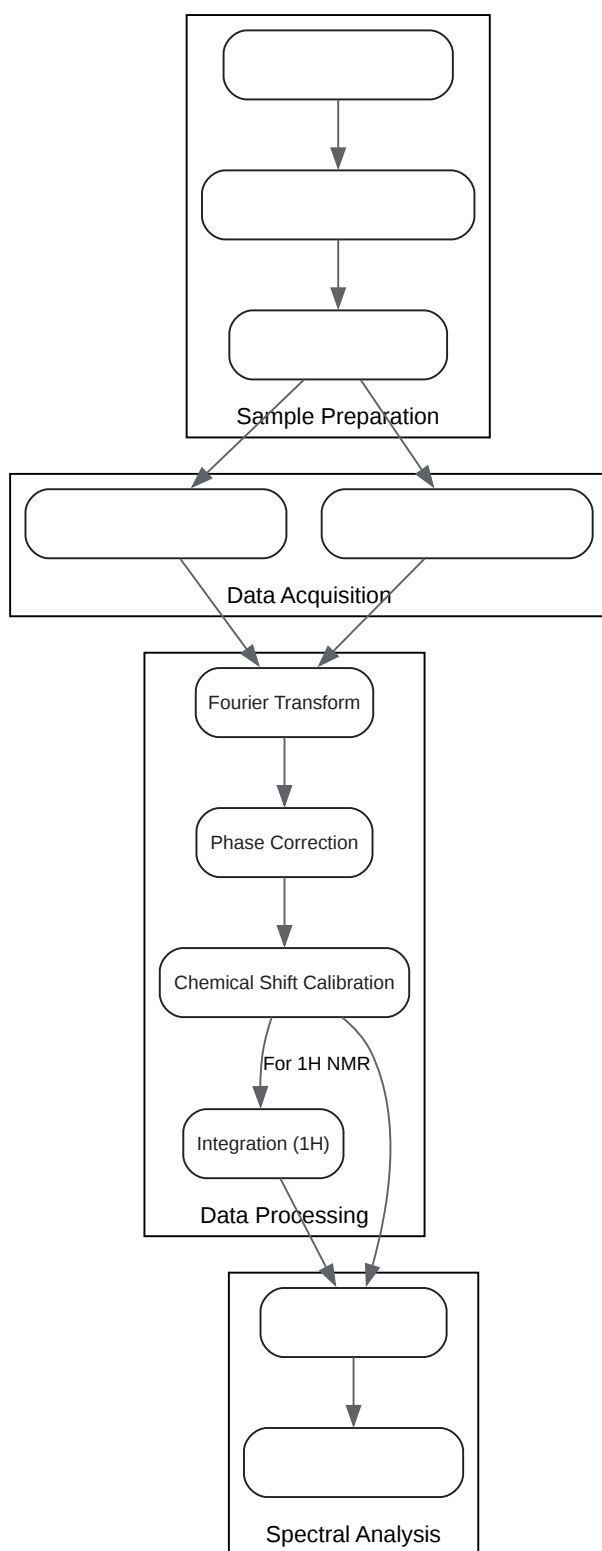 Sample Preparation
Data Acquisition
Fourier Transform
Phase Correction
Chemical Shift Calibration
For 1H NMR
Integration (1H)
Data Processing
Spectral Analysis